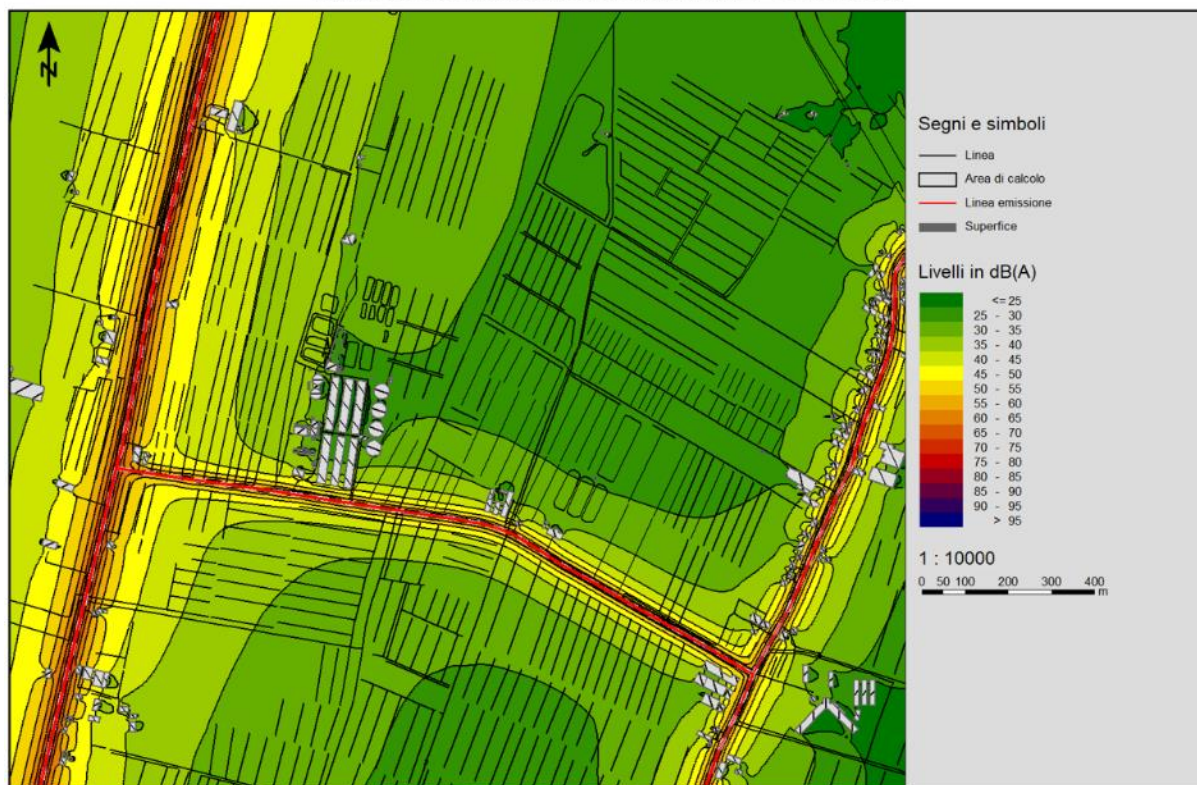 N
Segni e simboli
Linea
Area di calcolo
Linea emissione
Superfice
Livelli in dB(A)
<= 25
25 - 30
30 - 35
35 - 40
40 - 45
45 - 50
50 - 55
55 - 60
60 - 65
65 - 70
70 - 75
75 - 80
80 - 85
85 - 90
90 - 95
> 95
1 : 10000
0 50 100 200 300 400
m